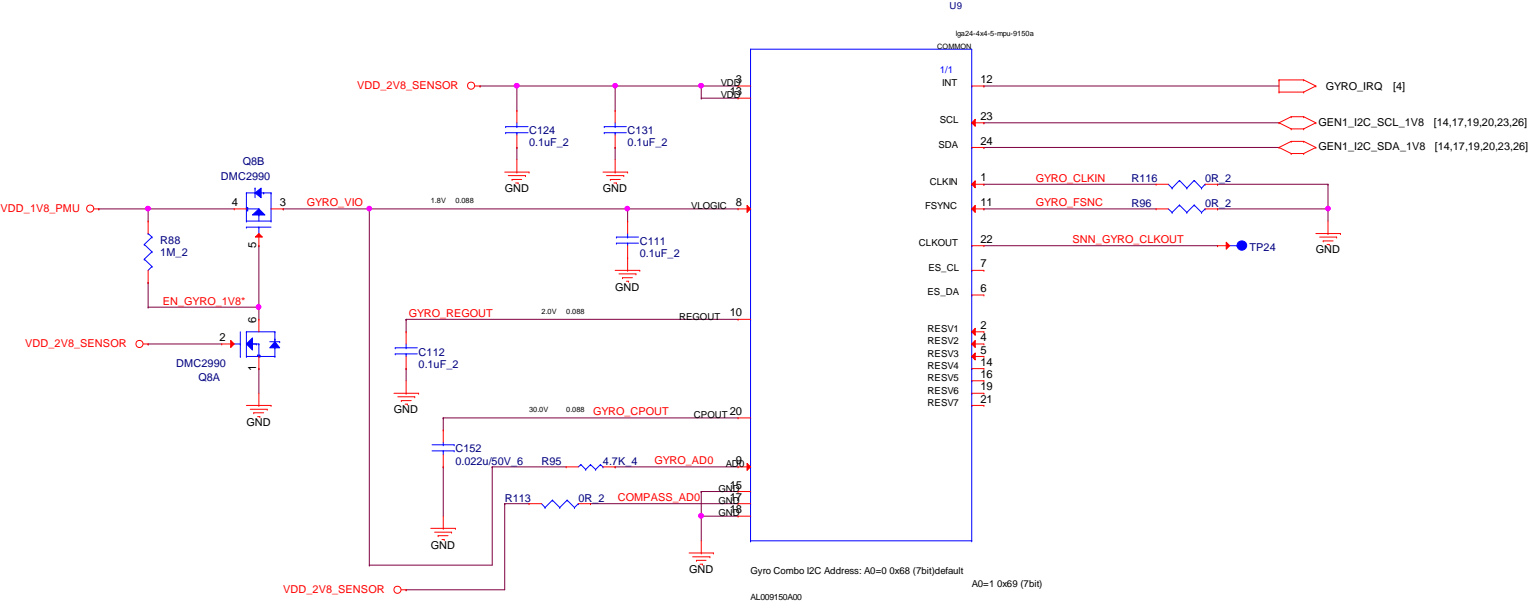 U9
lga24-4x4-5-mpu-9150a
COMMON
1/1
VDD_2V8_SENSOR
3 VDD
13 VDD
INT 12
GYRO_IRQ [4]
C124
0.1uF_2
C131
0.1uF_2
GND
GND
SCL 23
GEN1_I2C_SCL_1V8 [14,17,19,20,23,26]
SDA 24
GEN1_I2C_SDA_1V8 [14,17,19,20,23,26]
Q8B
DMC2990
CLKIN 1
GYRO_CLKIN R116 0R_2
VDD_1V8_PMU
4 3
5
GYRO_VIO
1.8V 0.088
VLOGIC 8
FSYNC 11
GYRO_FSNC R96 0R_2
GND
R88
1M_2
C111
0.1uF_2
GND
CLKOUT 22
SNN_GYRO_CLKOUT
TP24
ES_CL 7
ES_DA 6
EN_GYRO_1V8*
6
GYRO_REGOUT
2.0V 0.088
REGOUT 10
VDD_2V8_SENSOR
2
1
DMC2990
Q8A
GND
C112
0.1uF_2
GND
RESV1 2
RESV2 4
RESV3 5
RESV4 14
RESV5 16
RESV6 19
RESV7 21
30.0V 0.088 GYRO_CPOUT
CPOUT 20
C152
0.022u/50V_6
R95 4.7K_4 GYRO_AD0
AD0 9
R113 0R_2 COMPASS_AD0
GND 15
GND 17
GND 18
GND
GND
VDD_2V8_SENSOR
Gyro Combo I2C Address: A0=0 0x68 (7bit)default
A0=1 0x69 (7bit)
AL009150A00